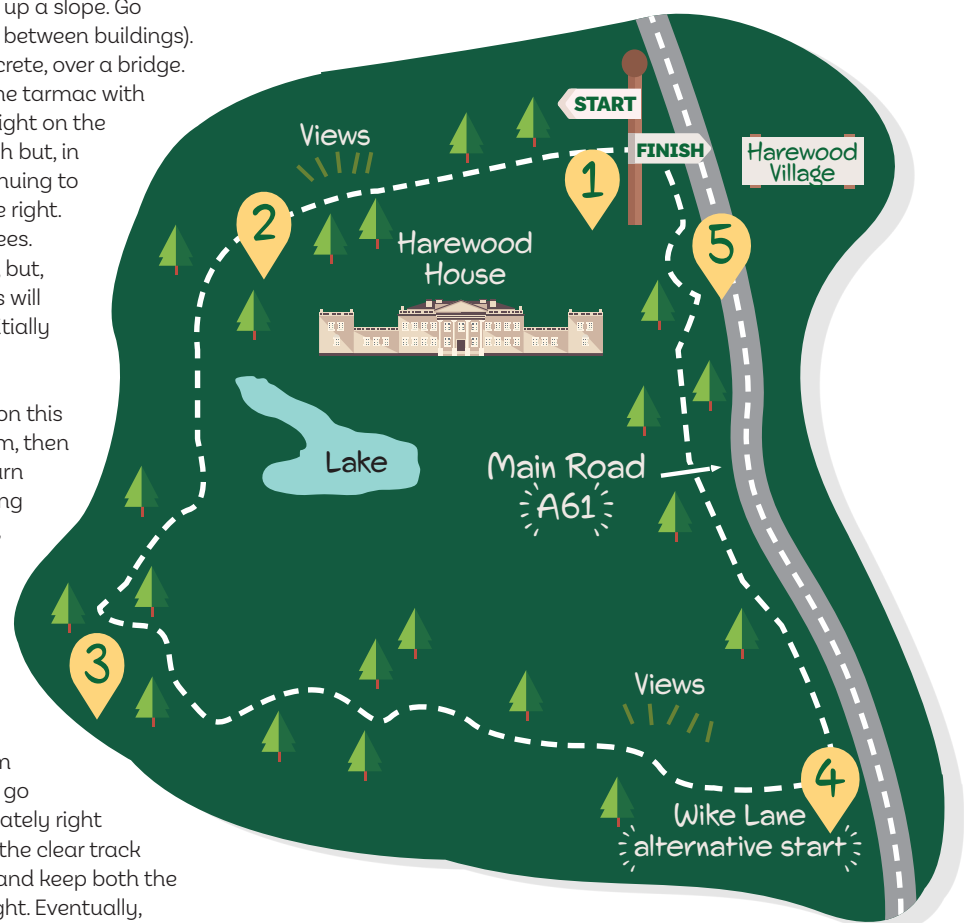 up a slope. Go
between buildings).
crete, over a bridge.
ne tarmac with
ight on the
h but, in
nuing to
e right.
ees.
, but,
s will
tially
on this
m, then
urn
ng
m
go
ately right
the clear track
and keep both the
ght. Eventually,
START
FINISH
Harewood
Village
Views
1
2
5
Harewood
House
Lake
Main Road
A61
3
Views
4
Wike Lane
alternative start